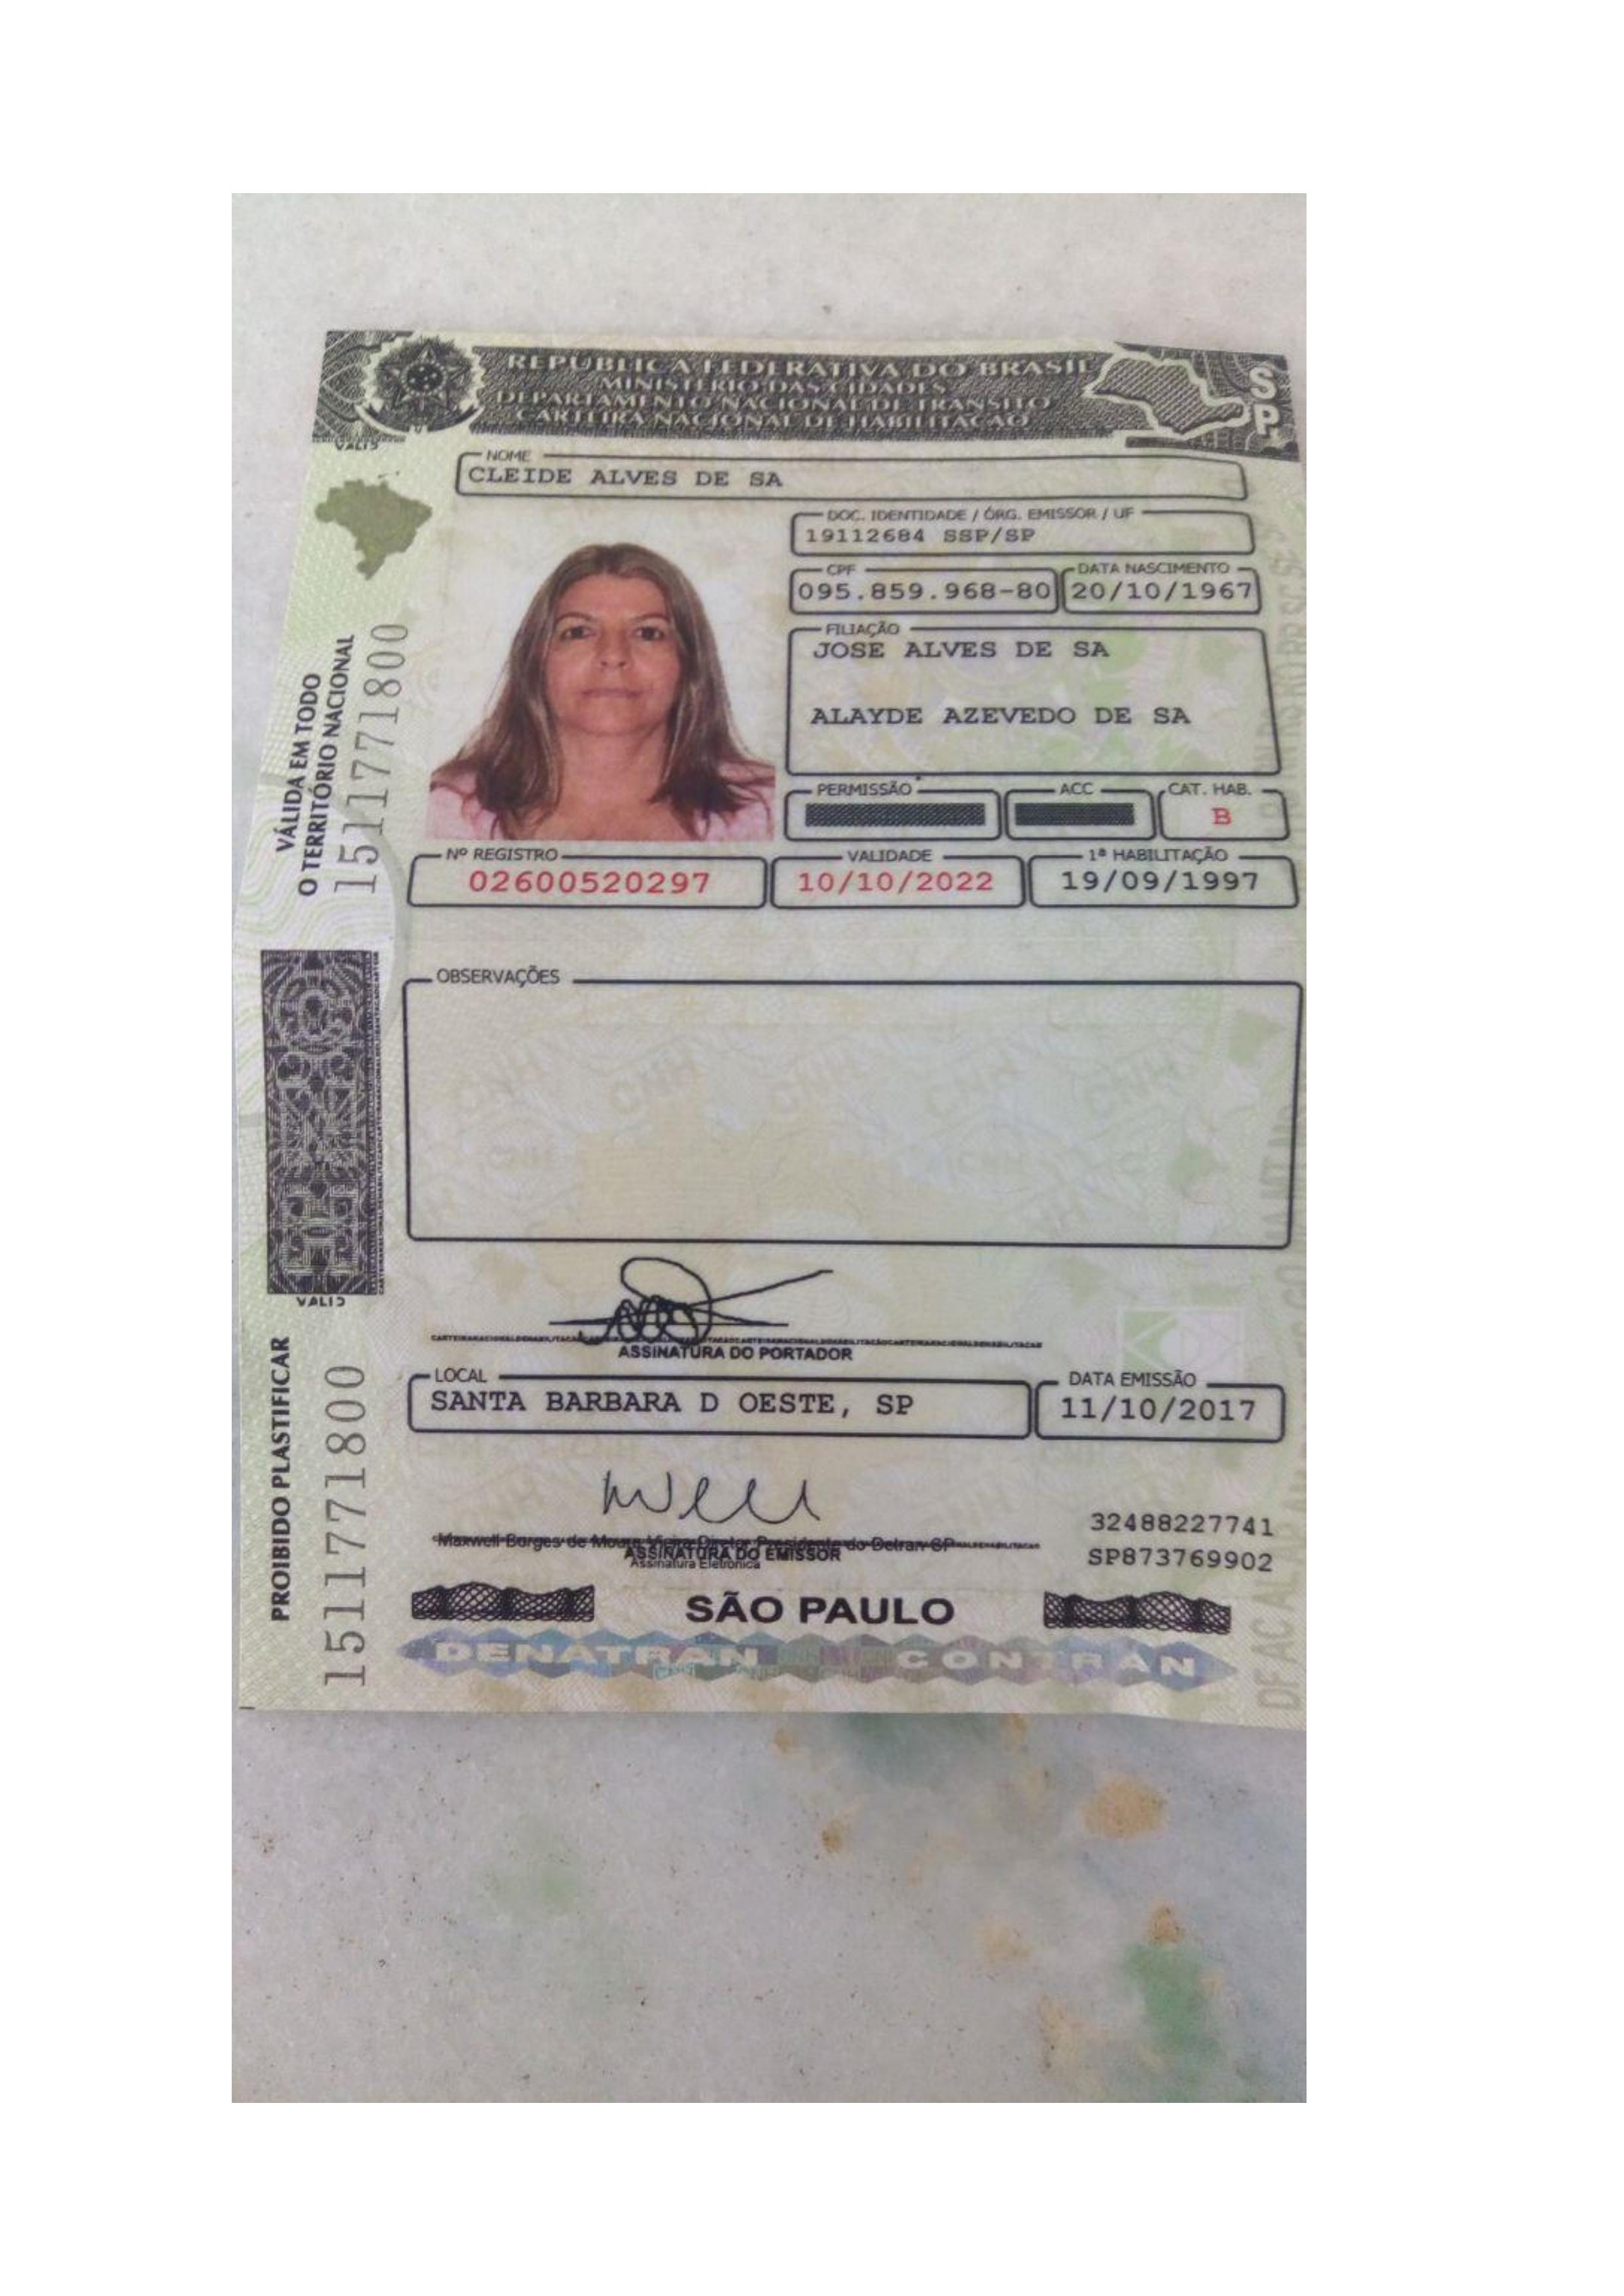 REPÚBLICA FEDERATIVA DO BRASIL
MINISTÉRIO DAS CIDADES
DEPARTAMENTO NACIONAL DE TRÂNSITO
CARTEIRA NACIONAL DE HABILITAÇÃO
SP
NOME
CLEIDE ALVES DE SA
DOC. IDENTIDADE / ÓRG. EMISSOR / UF
19112684 SSP/SP
CPF
095.859.968-80
DATA NASCIMENTO
20/10/1967
FILIAÇÃO
JOSE ALVES DE SA
ALAYDE AZEVEDO DE SA
PERMISSÃO
ACC
CAT. HAB.
B
Nº REGISTRO
02600520297
VALIDADE
10/10/2022
1ª HABILITAÇÃO
19/09/1997
VÁLIDA EM TODO
O TERRITÓRIO NACIONAL
1511771800
OBSERVAÇÕES
ASSINATURA DO PORTADOR
LOCAL
SANTA BARBARA D OESTE, SP
DATA EMISSÃO
11/10/2017
PROIBIDO PLASTIFICAR
1511771800
Maxwell Borges de Moura Vieira Diretor Presidente do Detran-SP
ASSINATURA DO EMISSOR
Assinatura Eletrônica
32488227741
SP873769902
SÃO PAULO
DENATRAN CONTRAN